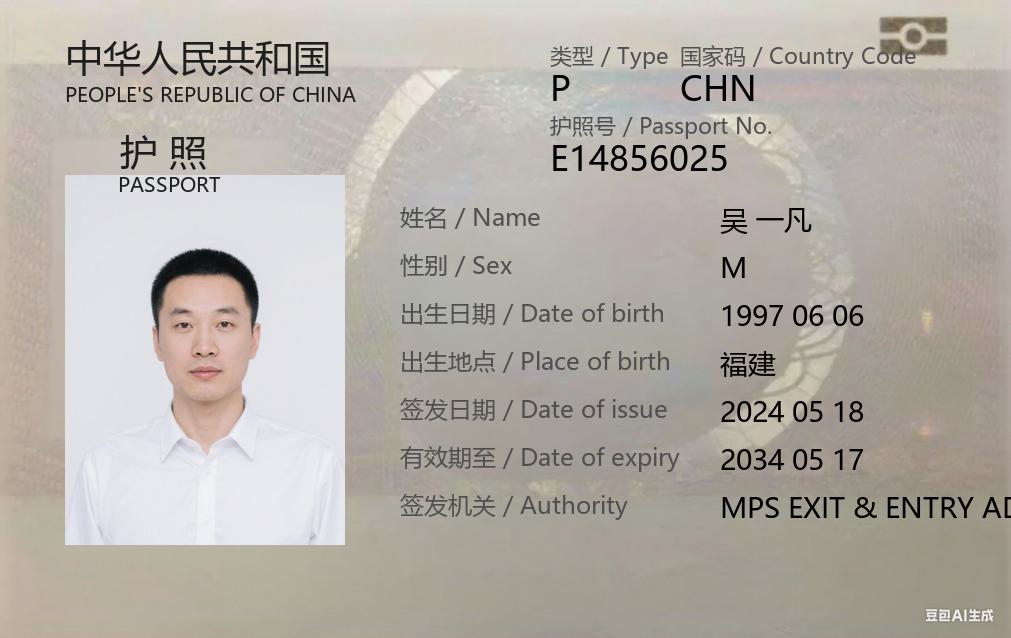 中华人民共和国
PEOPLE'S REPUBLIC OF CHINA
护 照
PASSPORT
类型 / Type 国家码 / Country Code
P CHN
护照号 / Passport No.
E14856025
姓名 / Name 吴 一凡
性别 / Sex M
出生日期 / Date of birth 1997 06 06
出生地点 / Place of birth 福建
签发日期 / Date of issue 2024 05 18
有效期至 / Date of expiry 2034 05 17
签发机关 / Authority MPS EXIT & ENTRY AD
豆包AI生成